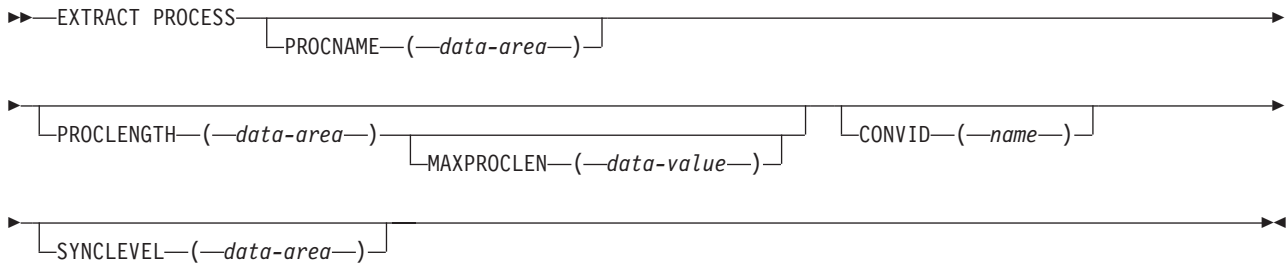 EXTRACT PROCESS
PROCNAME ( data-area )
PROCLENGTH ( data-area )
MAXPROCLEN ( data-value )
CONVID ( name )
SYNCLEVEL ( data-area )